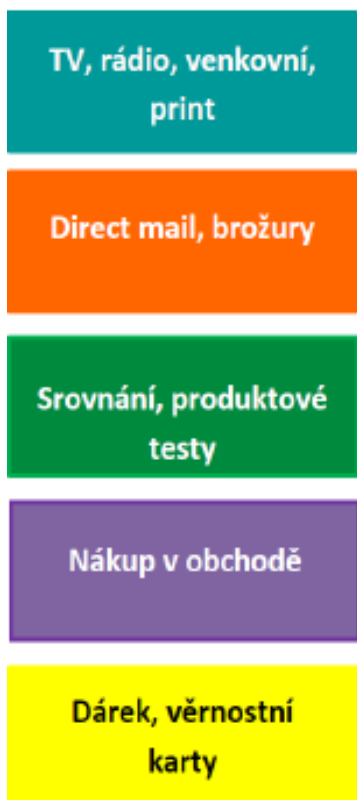 TV, rádio, venkovní,
print
Direct mail, brožury
Srovnání, produktové
testy
Nákup v obchodě
Dárek, věrnostní
karty